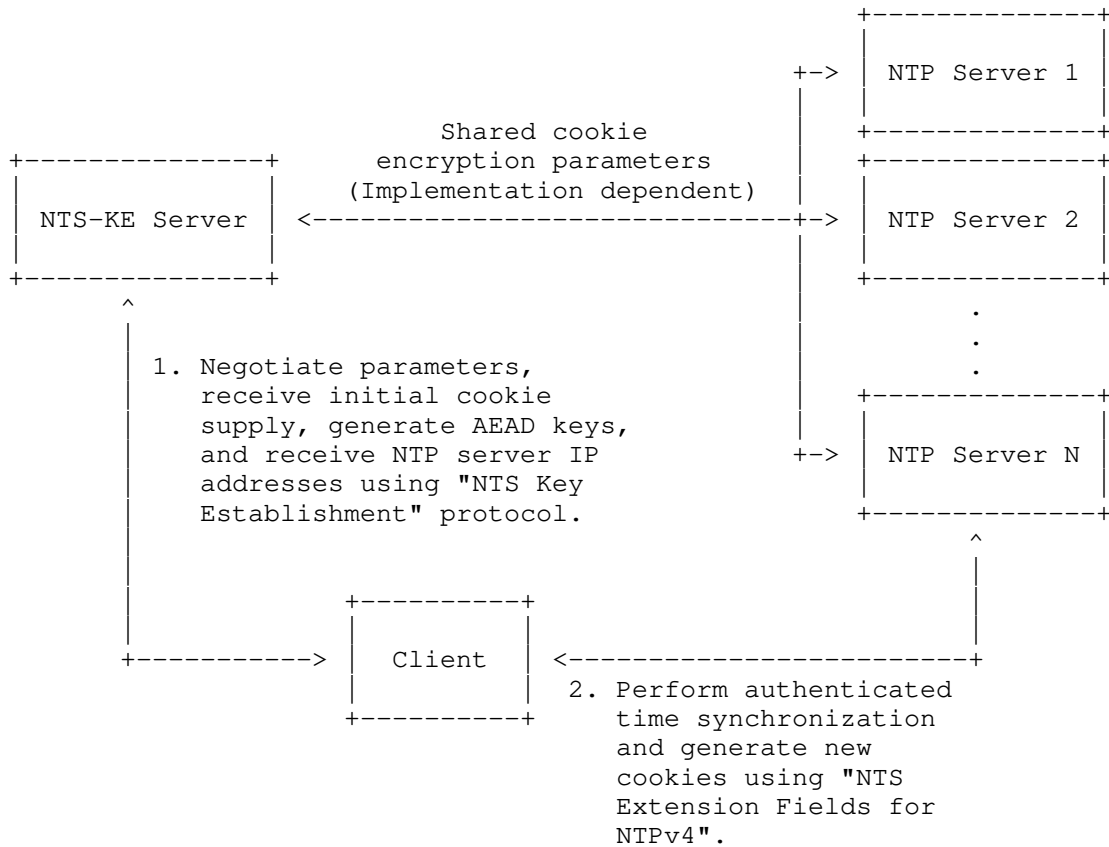 NTP Server 1
Shared cookie
encryption parameters
(Implementation dependent)
NTS-KE Server
NTP Server 2
.
.
.
1. Negotiate parameters,
receive initial cookie
supply, generate AEAD keys,
and receive NTP server IP
addresses using "NTS Key
Establishment" protocol.
NTP Server N
Client
2. Perform authenticated
time synchronization
and generate new
cookies using "NTS
Extension Fields for
NTPv4".